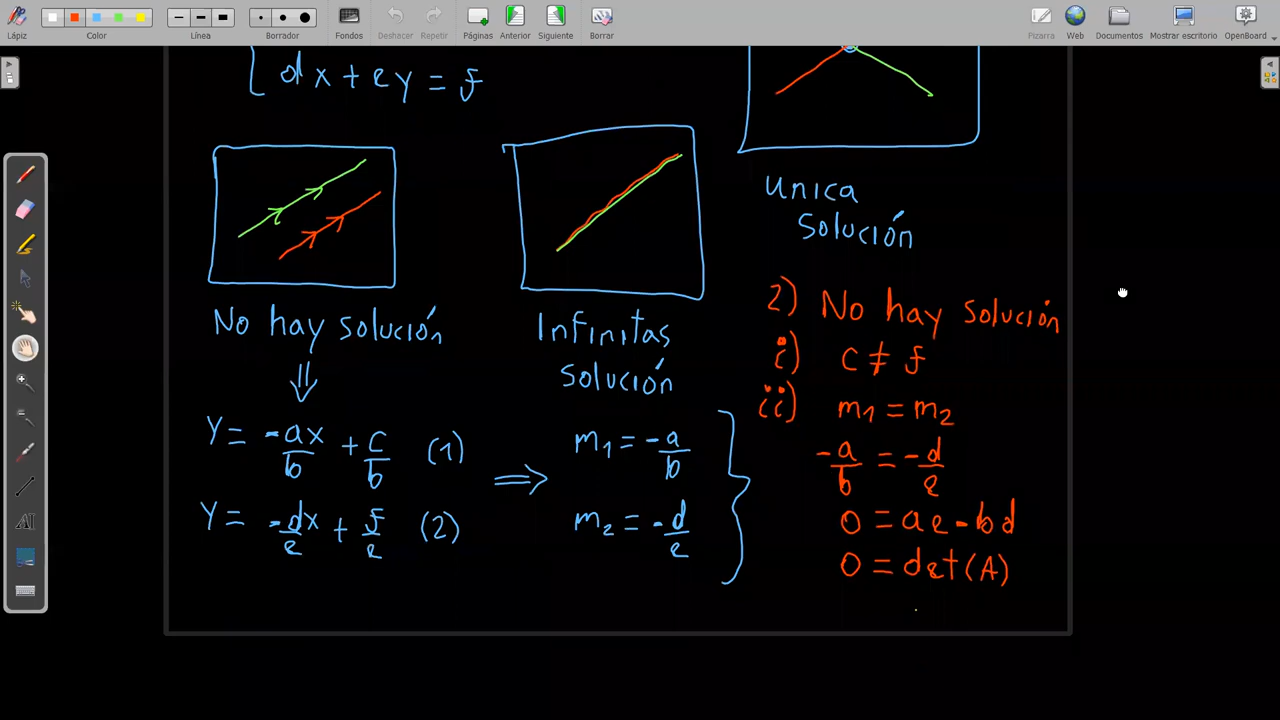 Lápiz Color Línea Borrador Fondos Deshacer Repetir Páginas Anterior Siguiente Borrar Pizarra Web Documentos Mostrar escritorio OpenBoard
dx + ey = f
unica
solución
No hay solución
Infinitas
solución
⇓
Y = -ax/b + c/b (1)
Y = -dx/e + f/e (2)
⇒
m1 = -a/b
m2 = -d/e
2) No hay solución
i) c ≠ f
ii) m1 = m2
-a/b = -d/e
0 = ae - bd
0 = det(A)